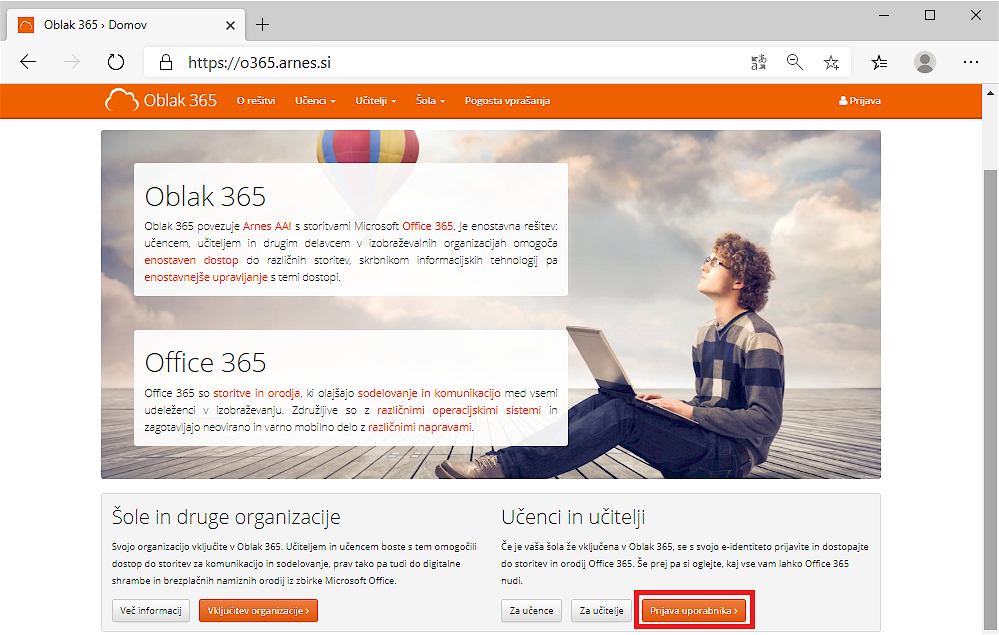 Oblak 365 › Domov
https://o365.arnes.si
Oblak 365 O rešitvi Učenci Učitelji Šola Pogosta vprašanja Prijava
Oblak 365
Oblak 365 povezuje Arnes AAI s storitvami Microsoft Office 365. Je enostavna rešitev:
učencem, učiteljem in drugim delavcem v izobraževalnih organizacijah omogoča
enostaven dostop do različnih storitev, skrbnikom informacijskih tehnologij pa
enostavnejše upravljanje s temi dostopi.
Office 365
Office 365 so storitve in orodja, ki olajšajo sodelovanje in komunikacijo med vsemi
udeleženci v izobraževanju. Združljive so z različnimi operacijskimi sistemi in
zagotavljajo neovirano in varno mobilno delo z različnimi napravami.
Šole in druge organizacije
Svojo organizacijo vključite v Oblak 365. Učiteljem in učencem boste s tem omogočili
dostop do storitev za komunikacijo in sodelovanje, prav tako pa tudi do digitalne
shrambe in brezplačnih namiznih orodij iz zbirke Microsoft Office.
Več informacij Vključitev organizacije ›
Učenci in učitelji
Če je vaša šola že vključena v Oblak 365, se s svojo e-identiteto prijavite in dostopajte
do storitev in orodij Office 365. Še prej pa si oglejte, kaj vse vam lahko Office 365
nudi.
Za učence Za učitelje Prijava uporabnika ›